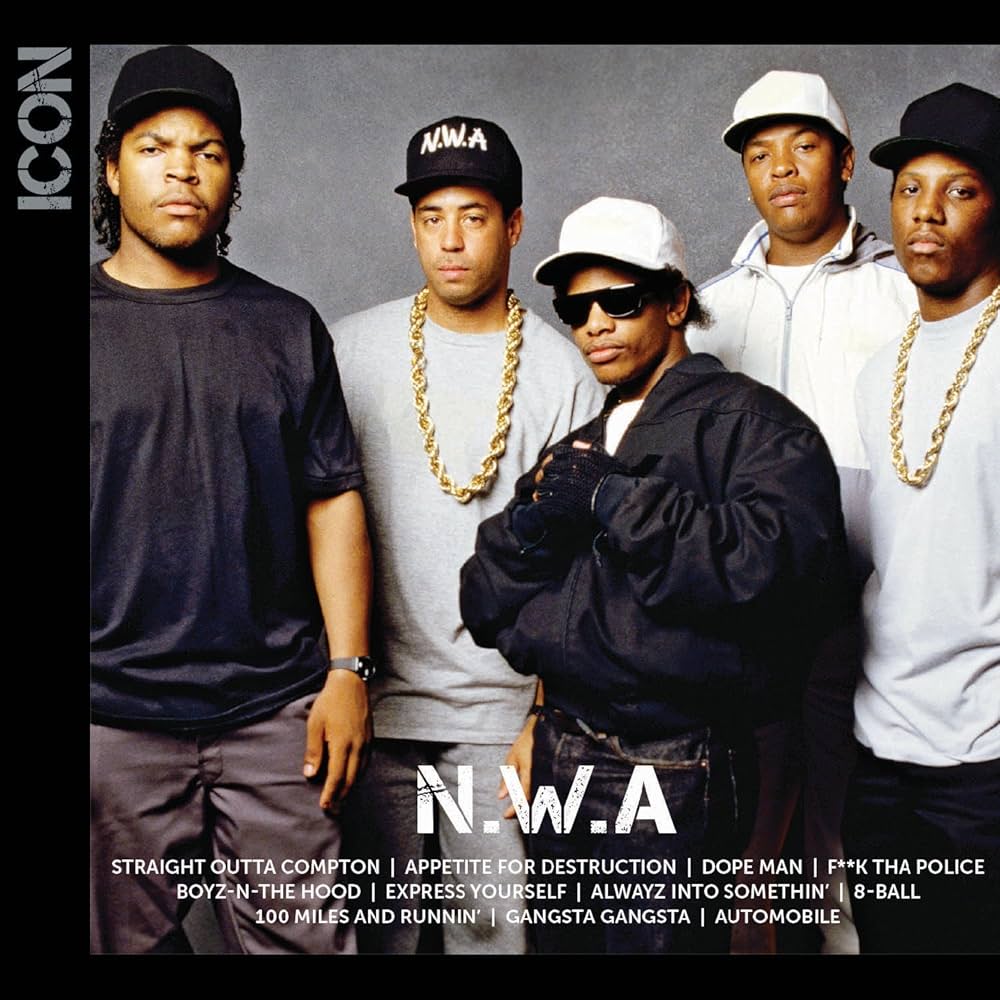 ICON
N.W.A
N.W.A
STRAIGHT OUTTA COMPTON | APPETITE FOR DESTRUCTION | DOPE MAN | F**K THA POLICE
BOYZ-N-THE HOOD | EXPRESS YOURSELF | ALWAYZ INTO SOMETHIN' | 8-BALL
100 MILES AND RUNNIN' | GANGSTA GANGSTA | AUTOMOBILE